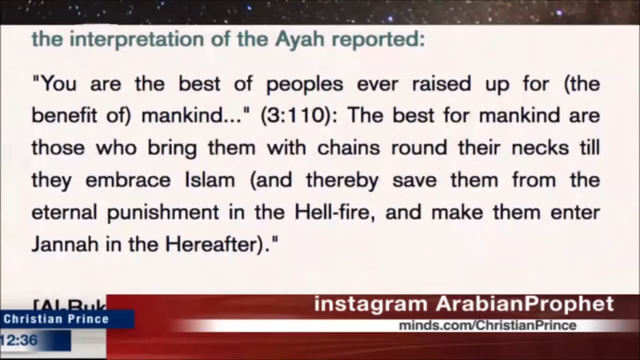 the interpretation of the Ayah reported:
"You are the best of peoples ever raised up for (the
benefit of) mankind..." (3:110): The best for mankind are
those who bring them with chains round their necks till
they embrace Islam (and thereby save them from the
eternal punishment in the Hell-fire, and make them enter
Jannah in the Hereafter)."
instagram ArabianProphet
Christian Prince
minds.com/ChristianPrince
12:36